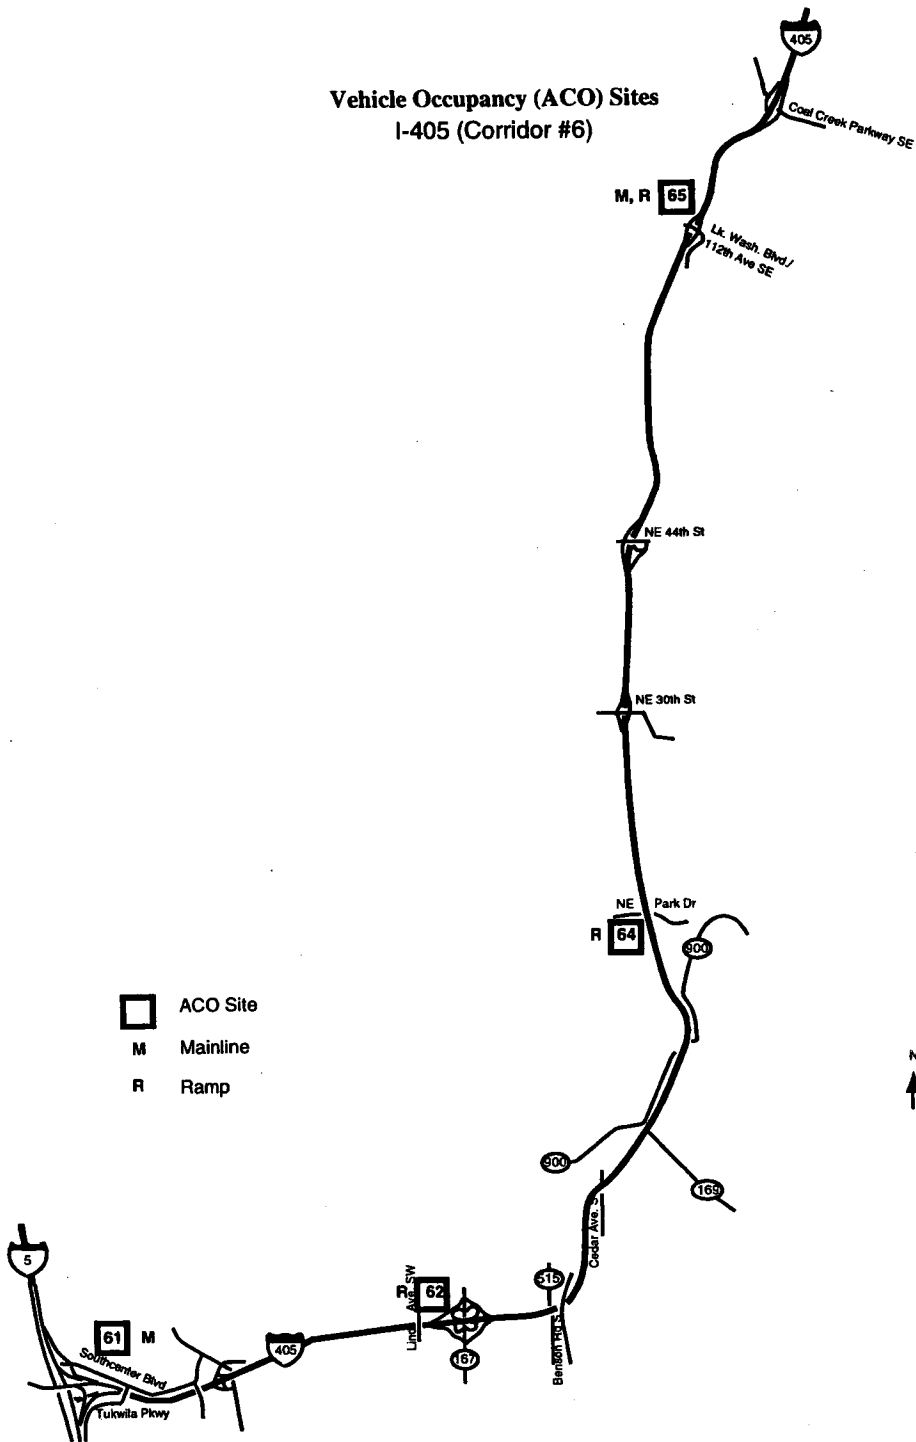 405
Vehicle Occupancy (ACO) Sites
I-405 (Corridor #6)
Coal Creek Parkway SE
M, R 65
Lk. Wash. Blvd./
112th Ave SE
NE 44th St
NE 30th St
NE Park Dr
R 64
900
ACO Site
M Mainline
R Ramp
N
900
169
Cedar Ave. S
5
515
R 62
Lind Ave. SW
61 M
405
167
Benson Rd S
Southcenter Blvd
Tukwila Pkwy